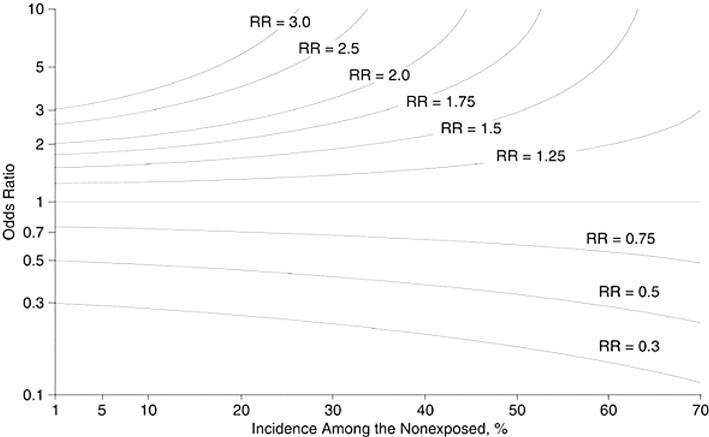 10
RR = 3.0
RR = 2.5
5
RR = 2.0
RR = 1.75
3
RR = 1.5
2
RR = 1.25
Odds Ratio
1
0.7
RR = 0.75
0.5
RR = 0.5
0.3
RR = 0.3
0.1
1 5 10 20 30 40 50 60 70
Incidence Among the Nonexposed, %